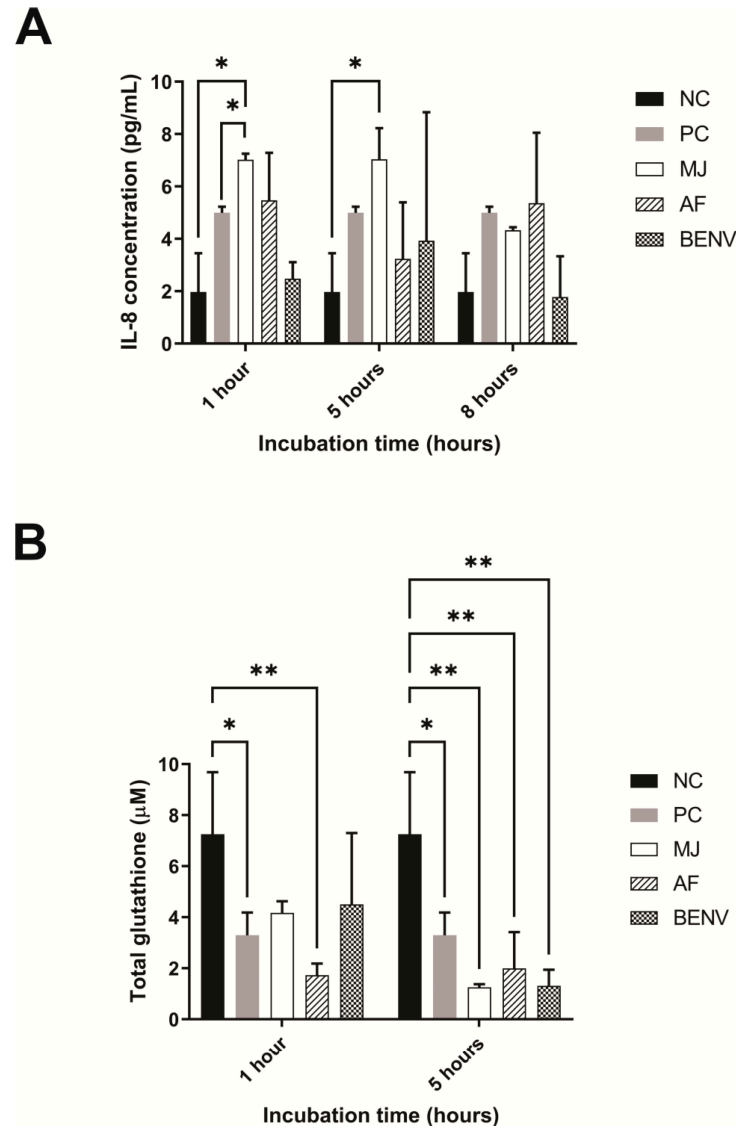 A
* *
*
10
8
6
4
2
0
IL-8 concentration (pg/mL)
NC
PC
MJ
AF
BENV
1 hour
5 hours
8 hours
Incubation time (hours)
B
**
**
** **
* *
10
8
6
4
2
0
Total glutathione (μM)
NC
PC
MJ
AF
BENV
1 hour
5 hours
Incubation time (hours)